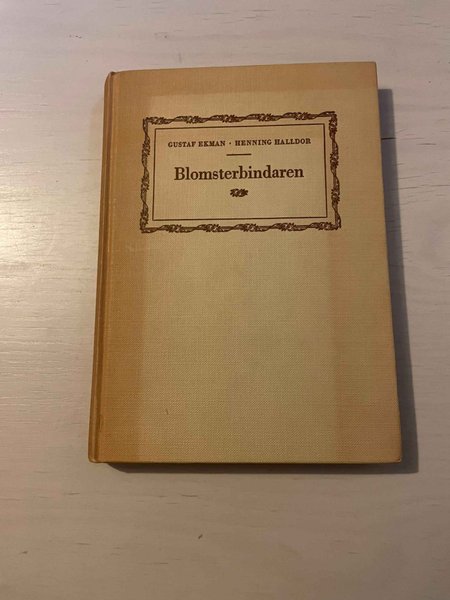 GUSTAF EKMAN · HENNING HALLDOR
Blomsterbindaren